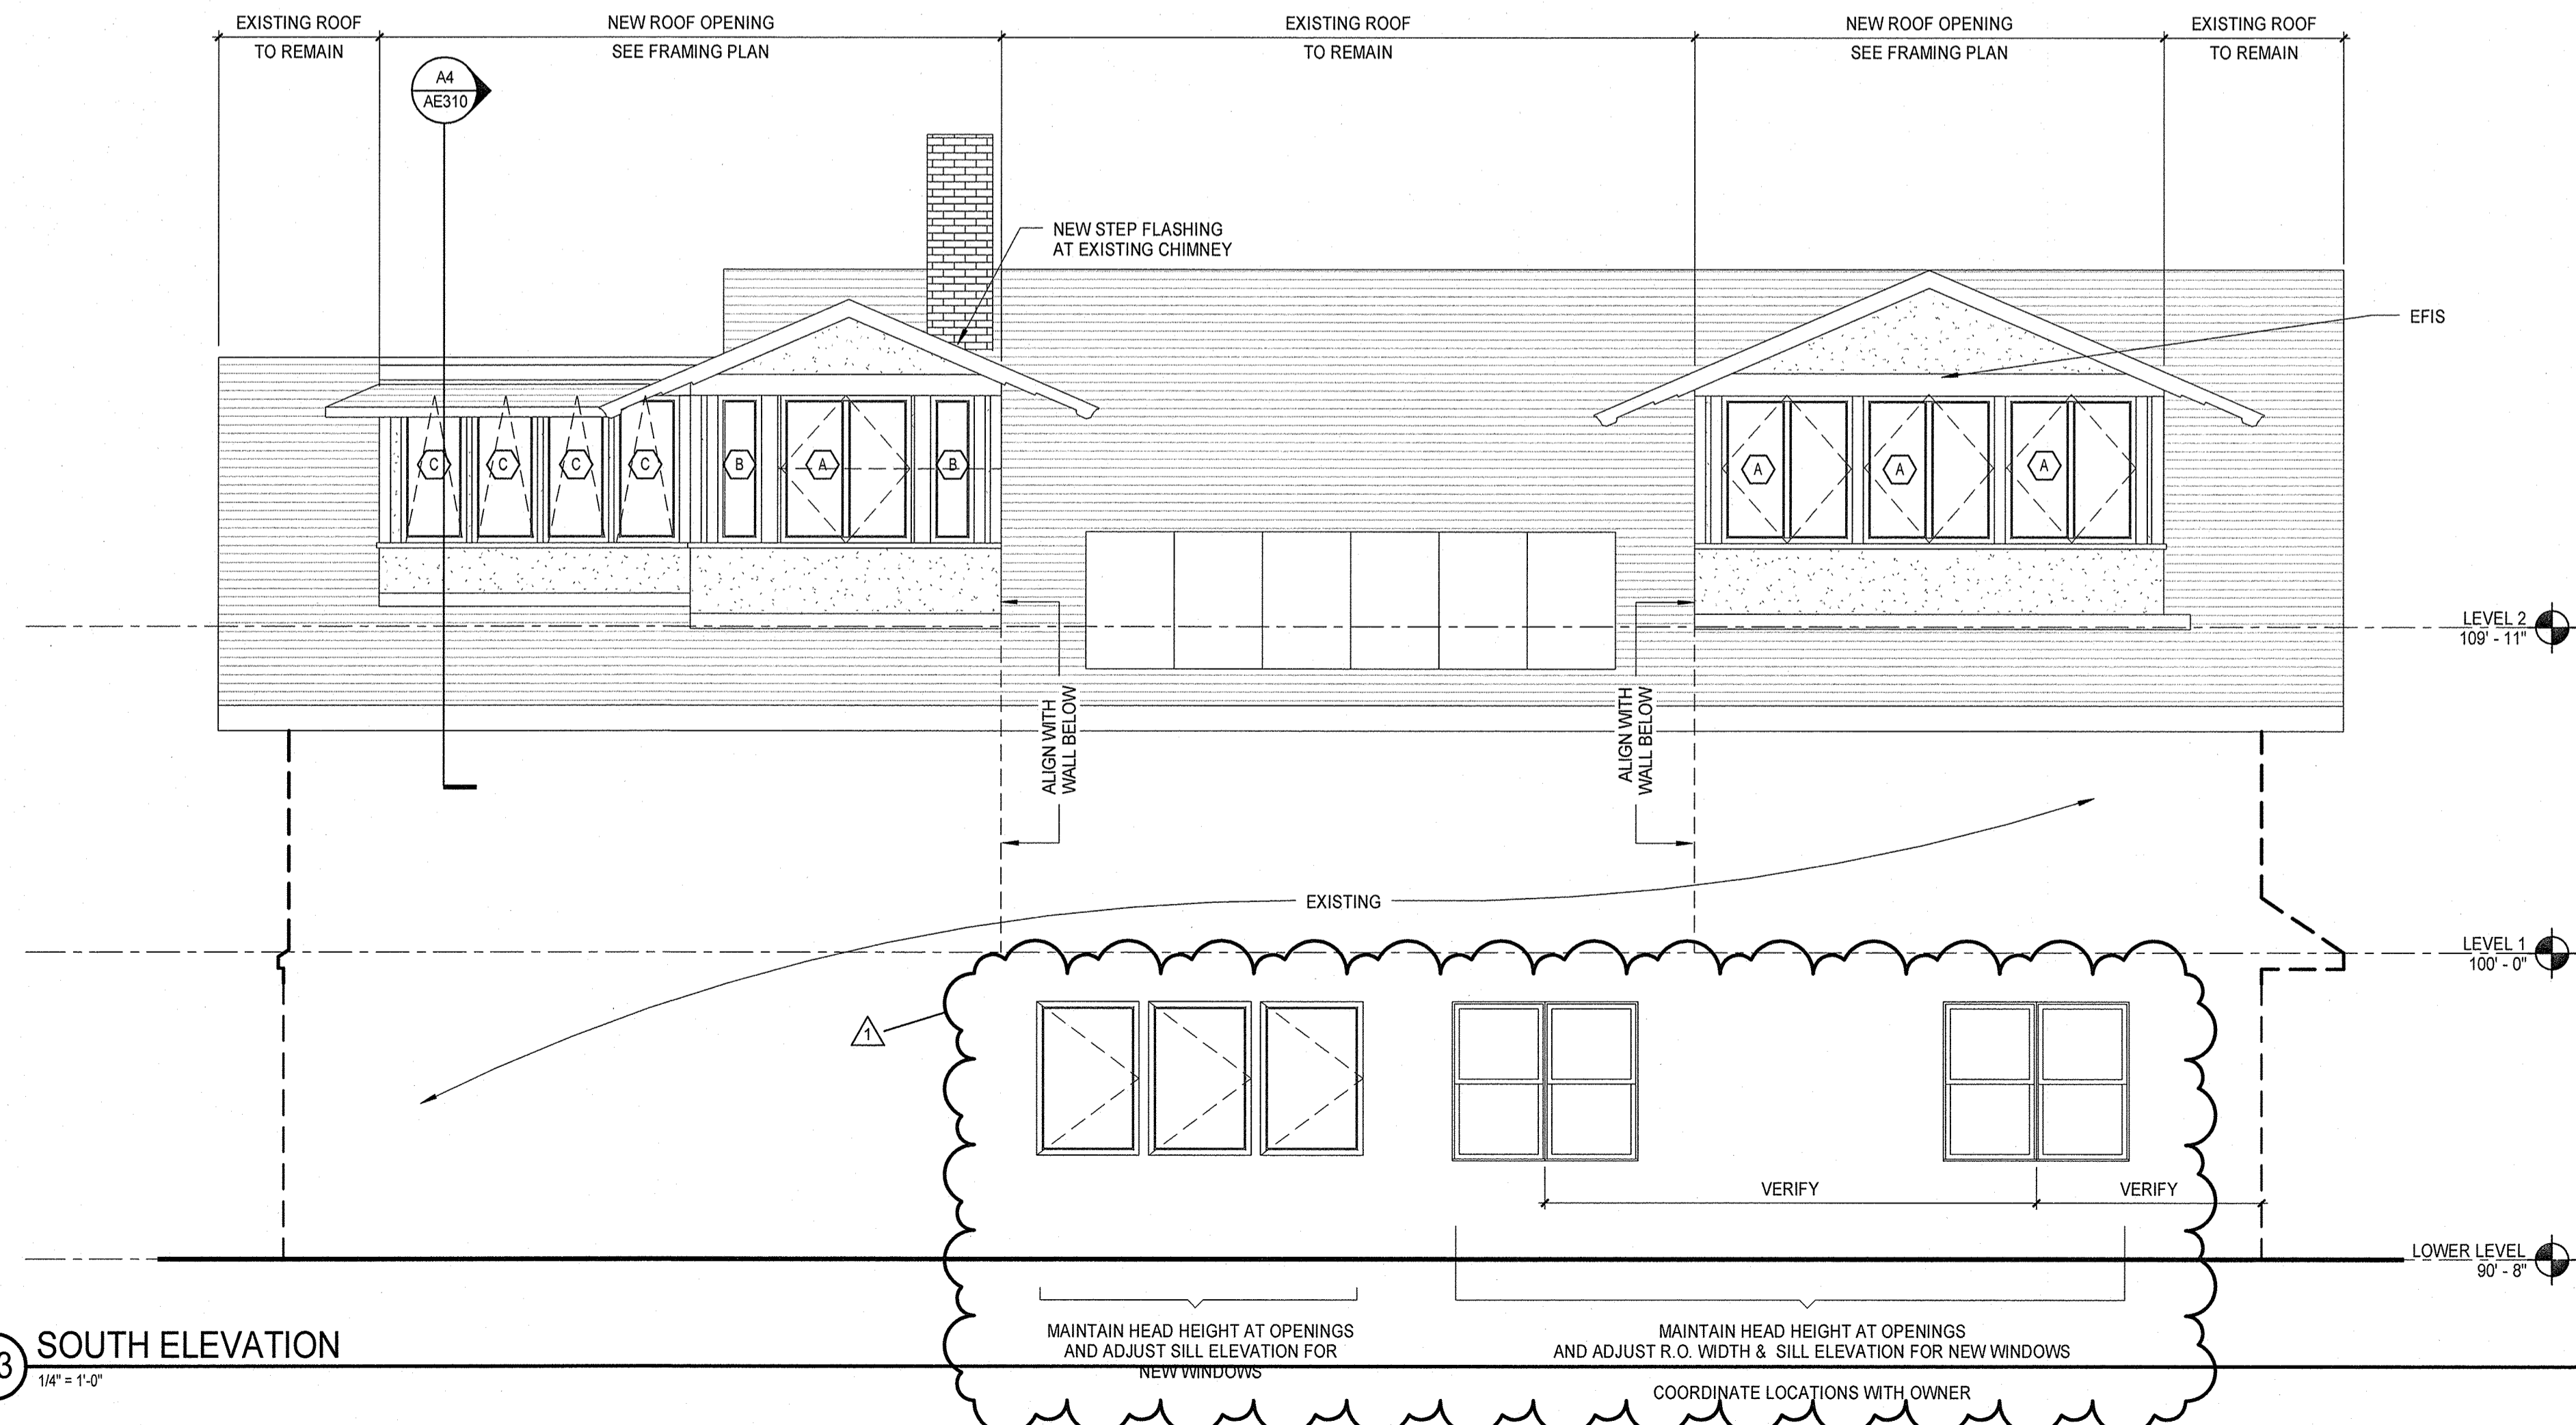 EXISTING ROOF
TO REMAIN
NEW ROOF OPENING
SEE FRAMING PLAN
EXISTING ROOF
TO REMAIN
NEW ROOF OPENING
SEE FRAMING PLAN
EXISTING ROOF
TO REMAIN
A4
AE310
NEW STEP FLASHING
AT EXISTING CHIMNEY
EFIS
C
C
C
C
B
A
B
A
A
A
LEVEL 2
109' - 11"
ALIGN WITH
WALL BELOW
ALIGN WITH
WALL BELOW
EXISTING
LEVEL 1
100' - 0"
1
VERIFY
VERIFY
LOWER LEVEL
90' - 8"
MAINTAIN HEAD HEIGHT AT OPENINGS
AND ADJUST SILL ELEVATION FOR
NEW WINDOWS
MAINTAIN HEAD HEIGHT AT OPENINGS
AND ADJUST R.O. WIDTH & SILL ELEVATION FOR NEW WINDOWS
COORDINATE LOCATIONS WITH OWNER
3
SOUTH ELEVATION
1/4" = 1'-0"